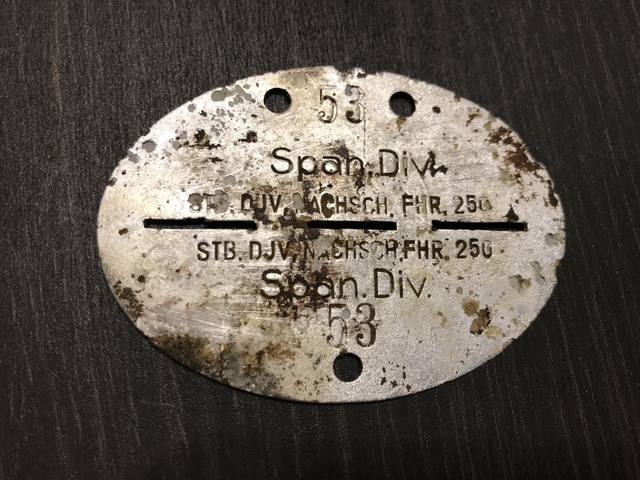 53
Span. Div.
STB. DJV. NACHSCH. FHR. 250
STB. DJV. NACHSCH. FHR. 250
Span. Div.
53